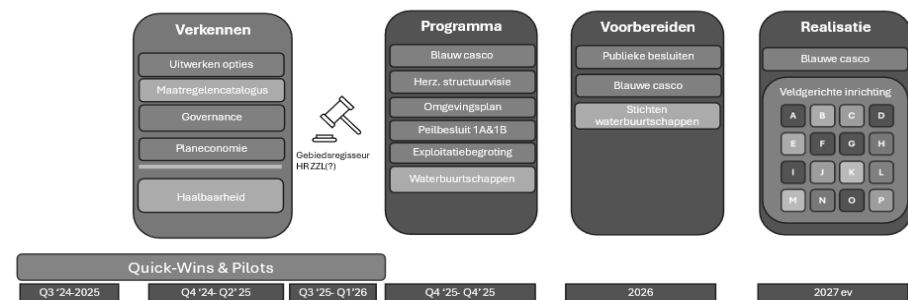 Verkennen
Uitwerken opties
Maatregelencatalogus
Governance
Planeconomie
Haalbaarheid
Gebiedsregisseur
HR ZZL(?)
Programma
Blauw casco
Herz. structuurvisie
Omgevingsplan
Peilbesluit 1A&1B
Exploitatiebegroting
Waterbuurtschappen
Voorbereiden
Publieke besluiten
Blauwe casco
Stichten
waterbuurtschappen
Realisatie
Blauwe casco
Veldgerichte inrichting
A B C D
E F G H
I J K L
M N O P
Quick-Wins & Pilots
Q3 '24-2025
Q4 '24- Q2' 25
Q3 '25- Q1'26
Q4 '25- Q4' 25
2026
2027 ev